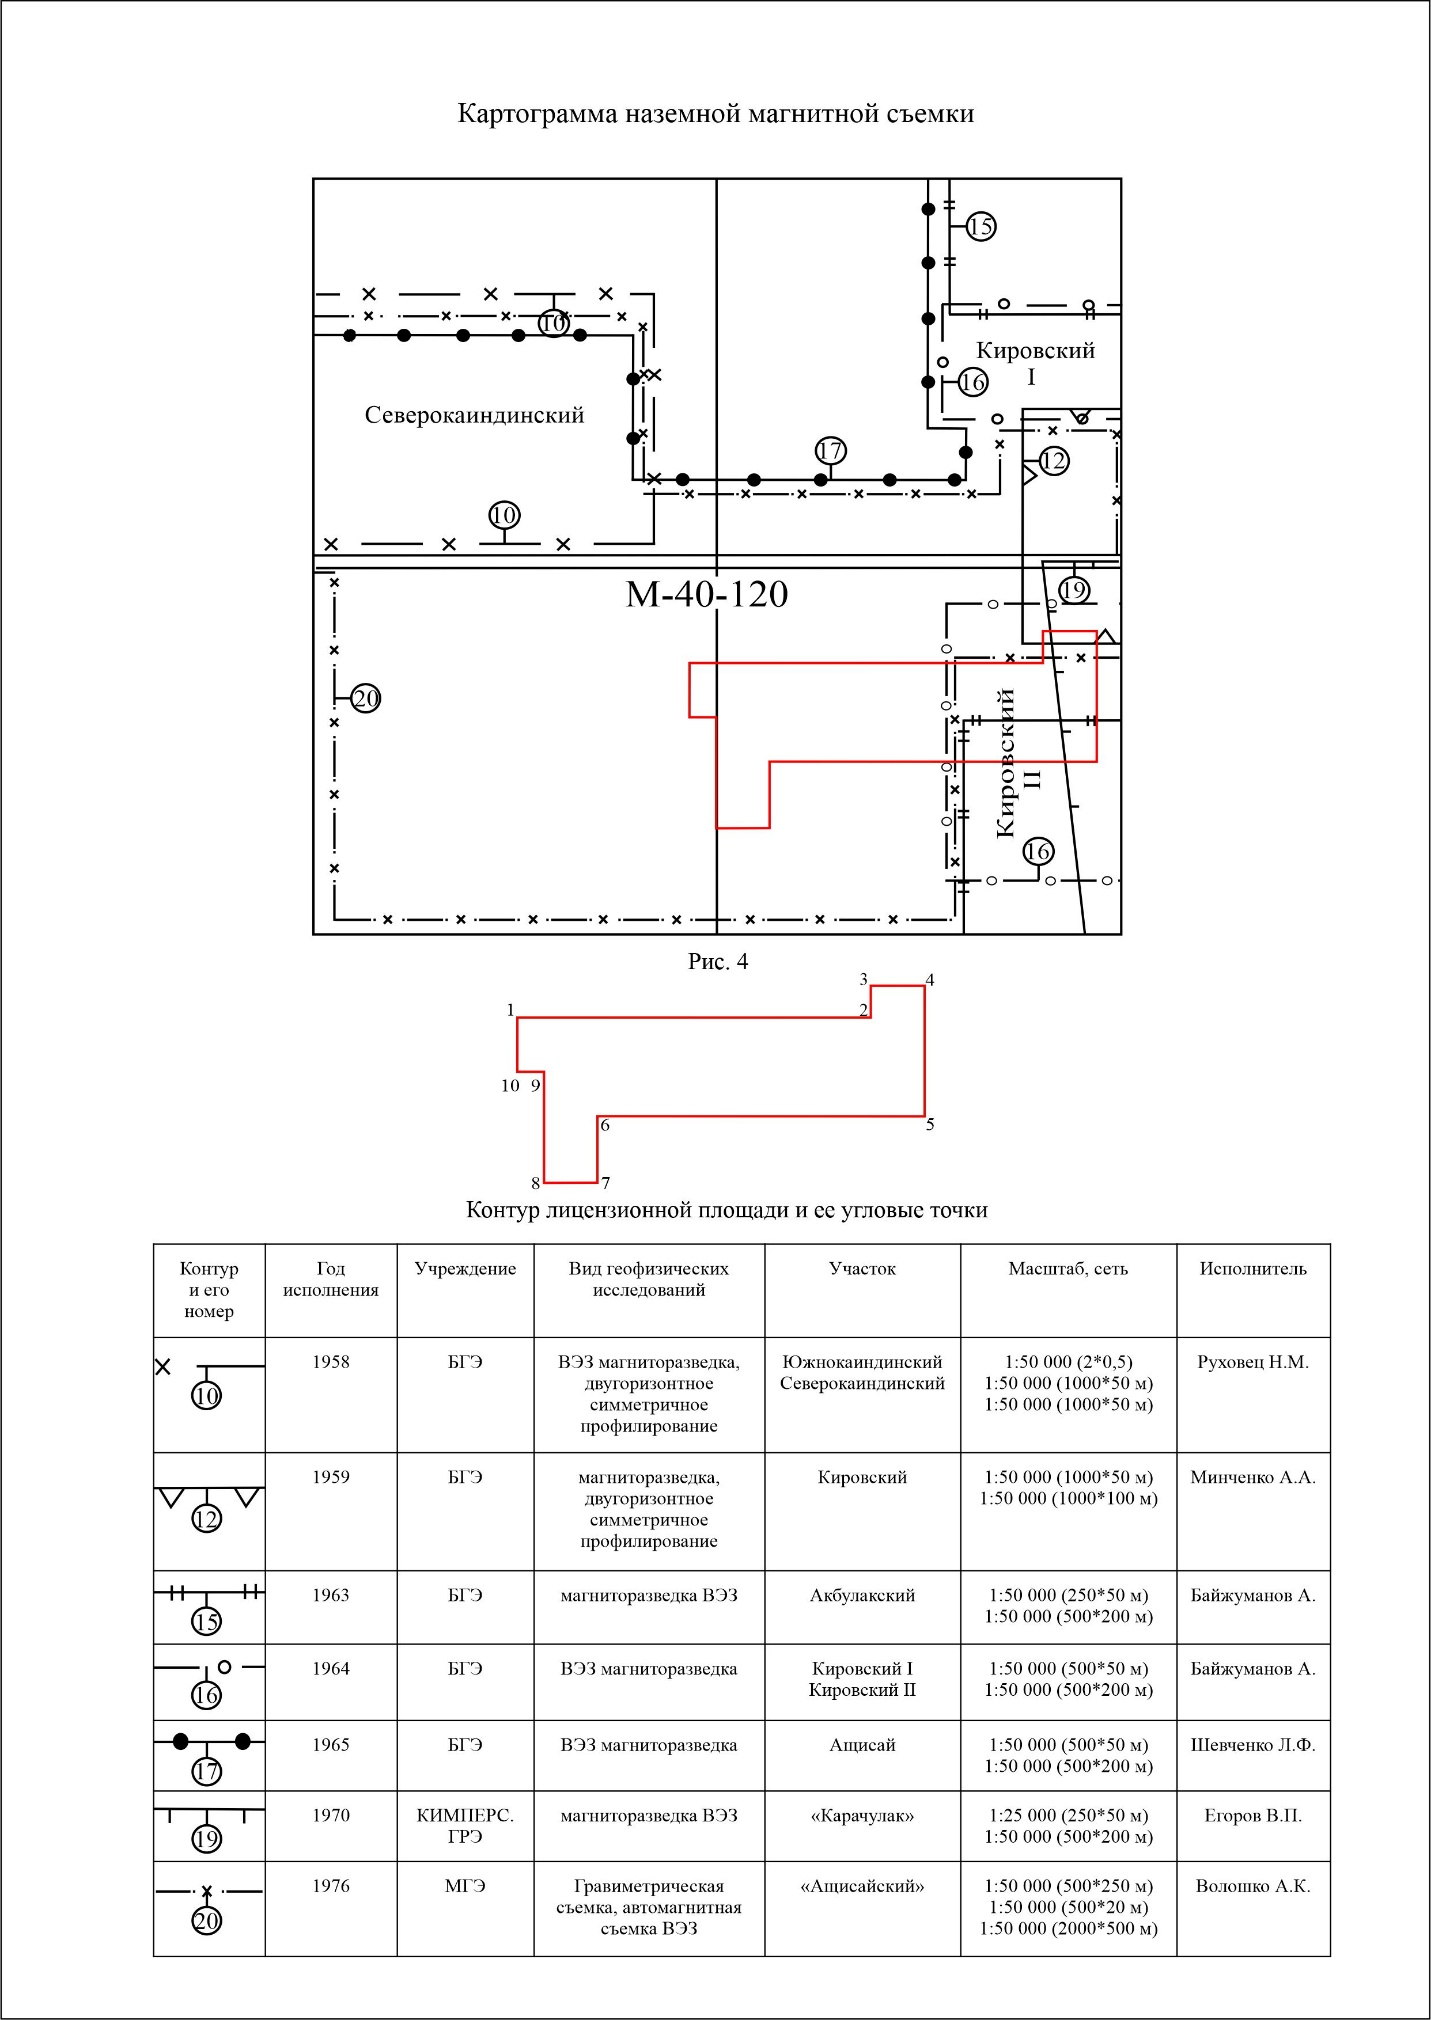 Картограмма наземной магнитной съемки
15
10
Кировский
I
16
Северокаиндинский
17
12
10
М-40-120
19
20
Кировский
II
16
Рис. 4
3
4
1
2
10
9
6
5
8
7
Контур лицензионной площади и ее угловые точки
Контур
и его
номер
Год
исполнения
Учреждение
Вид геофизических
исследований
Участок
Масштаб, сеть
Исполнитель
10
1958
БГЭ
ВЭЗ магниторазведка,
двугоризонтное
симметричное
профилирование
Южнокаиндинский
Северокаиндинский
1:50 000 (2*0,5)
1:50 000 (1000*50 м)
1:50 000 (1000*50 м)
Руховец Н.М.
12
1959
БГЭ
магниторазведка,
двугоризонтное
симметричное
профилирование
Кировский
1:50 000 (1000*50 м)
1:50 000 (1000*100 м)
Минченко А.А.
15
1963
БГЭ
магниторазведка ВЭЗ
Акбулакский
1:50 000 (250*50 м)
1:50 000 (500*200 м)
Байжуманов А.
16
1964
БГЭ
ВЭЗ магниторазведка
Кировский I
Кировский II
1:50 000 (500*50 м)
1:50 000 (500*200 м)
Байжуманов А.
17
1965
БГЭ
ВЭЗ магниторазведка
Ащисай
1:50 000 (500*50 м)
1:50 000 (500*200 м)
Шевченко Л.Ф.
19
1970
КИМПЕРС.
ГРЭ
магниторазведка ВЭЗ
«Карачулак»
1:25 000 (250*50 м)
1:50 000 (500*200 м)
Егоров В.П.
20
1976
МГЭ
Гравиметрическая
съемка, автомагнитная
съемка ВЭЗ
«Ащисайский»
1:50 000 (500*250 м)
1:50 000 (500*20 м)
1:50 000 (2000*500 м)
Волошко А.К.